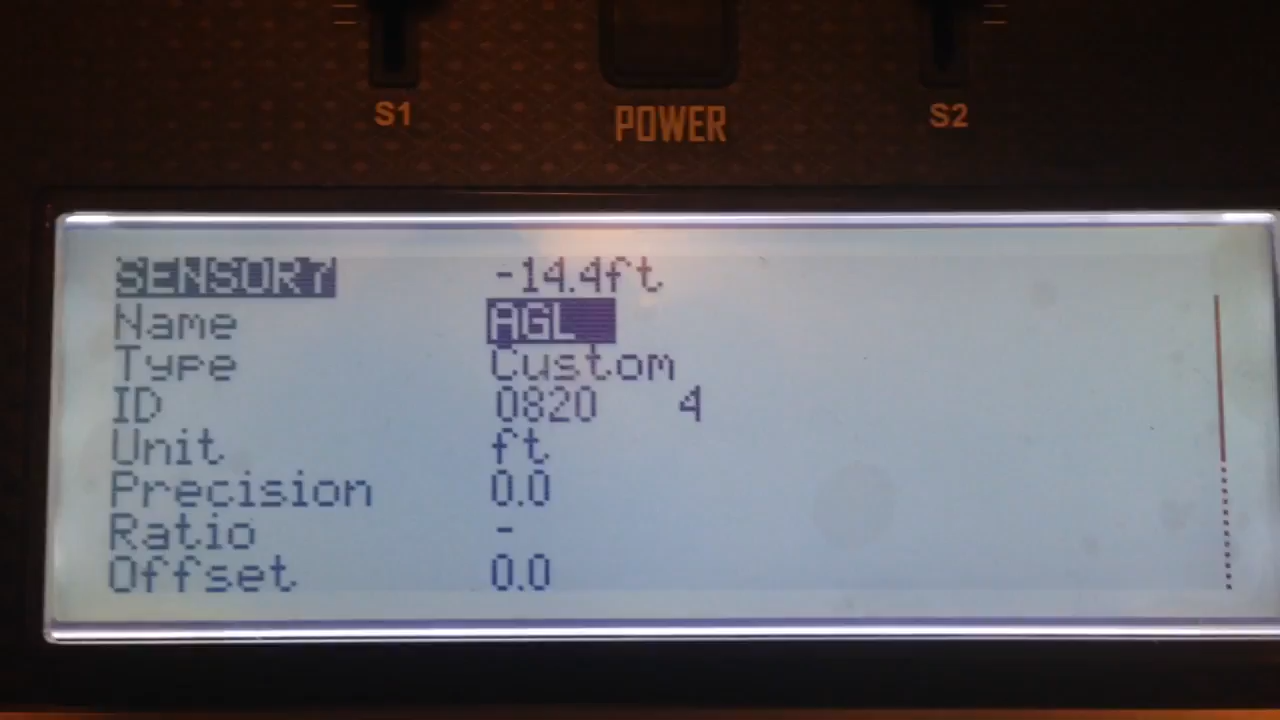 S1 POWER S2
SENSOR7 -14.4ft
Name AGL
Type Custom
ID 0820 4
Unit ft
Precision 0.0
Ratio -
Offset 0.0